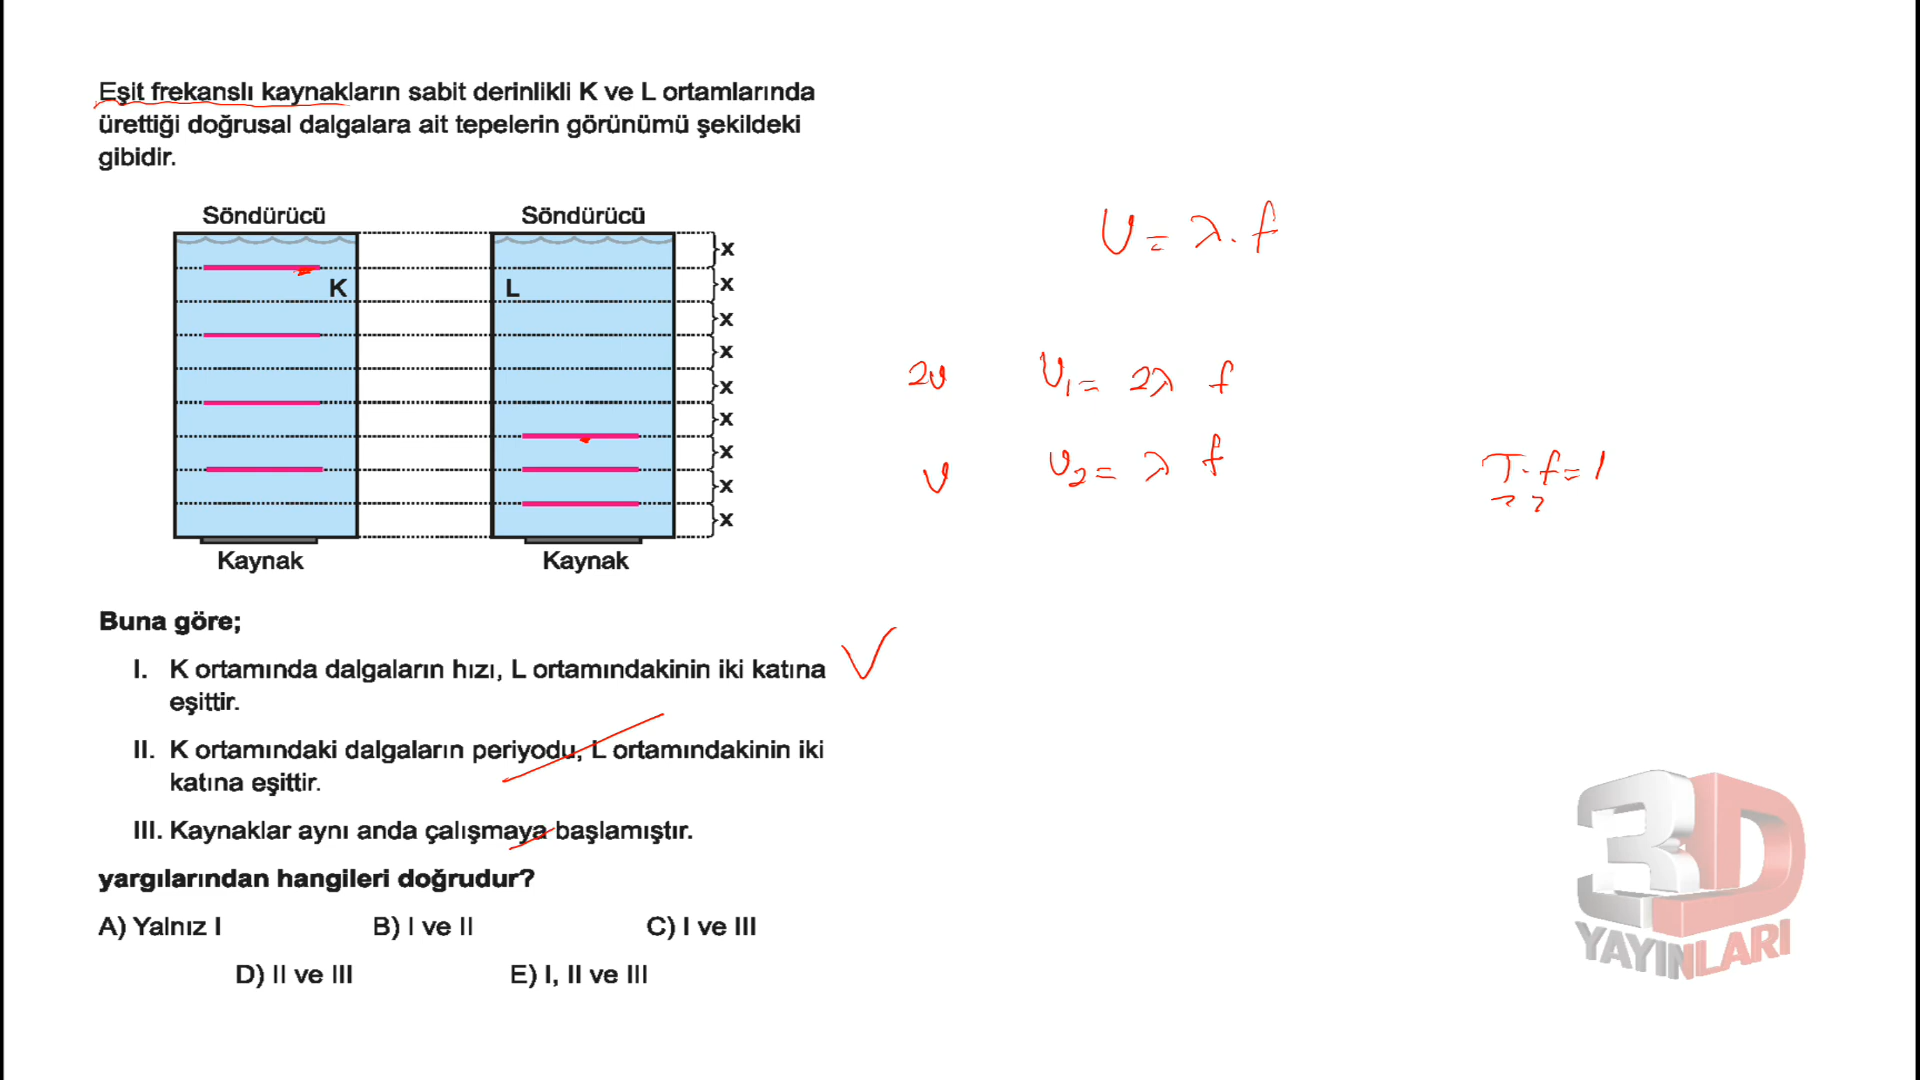 Eşit frekanslı kaynakların sabit derinlikli K ve L ortamlarında
ürettiği doğrusal dalgalara ait tepelerin görünümü şekildeki
gibidir.
Söndürücü
Söndürücü
K
L
x
x
x
x
x
x
x
x
x
Kaynak
Kaynak
Buna göre;
I. K ortamında dalgaların hızı, L ortamındakinin iki katına
eşittir.
II. K ortamındaki dalgaların periyodu, L ortamındakinin iki
katına eşittir.
III. Kaynaklar aynı anda çalışmaya başlamıştır.
yargılarından hangileri doğrudur?
A) Yalnız I B) I ve II C) I ve III
D) II ve III E) I, II ve III
υ = λ . f
2υ υ₁ = 2λ f
υ υ₂ = λ f
T . f = 1
3D
YAYINLARI